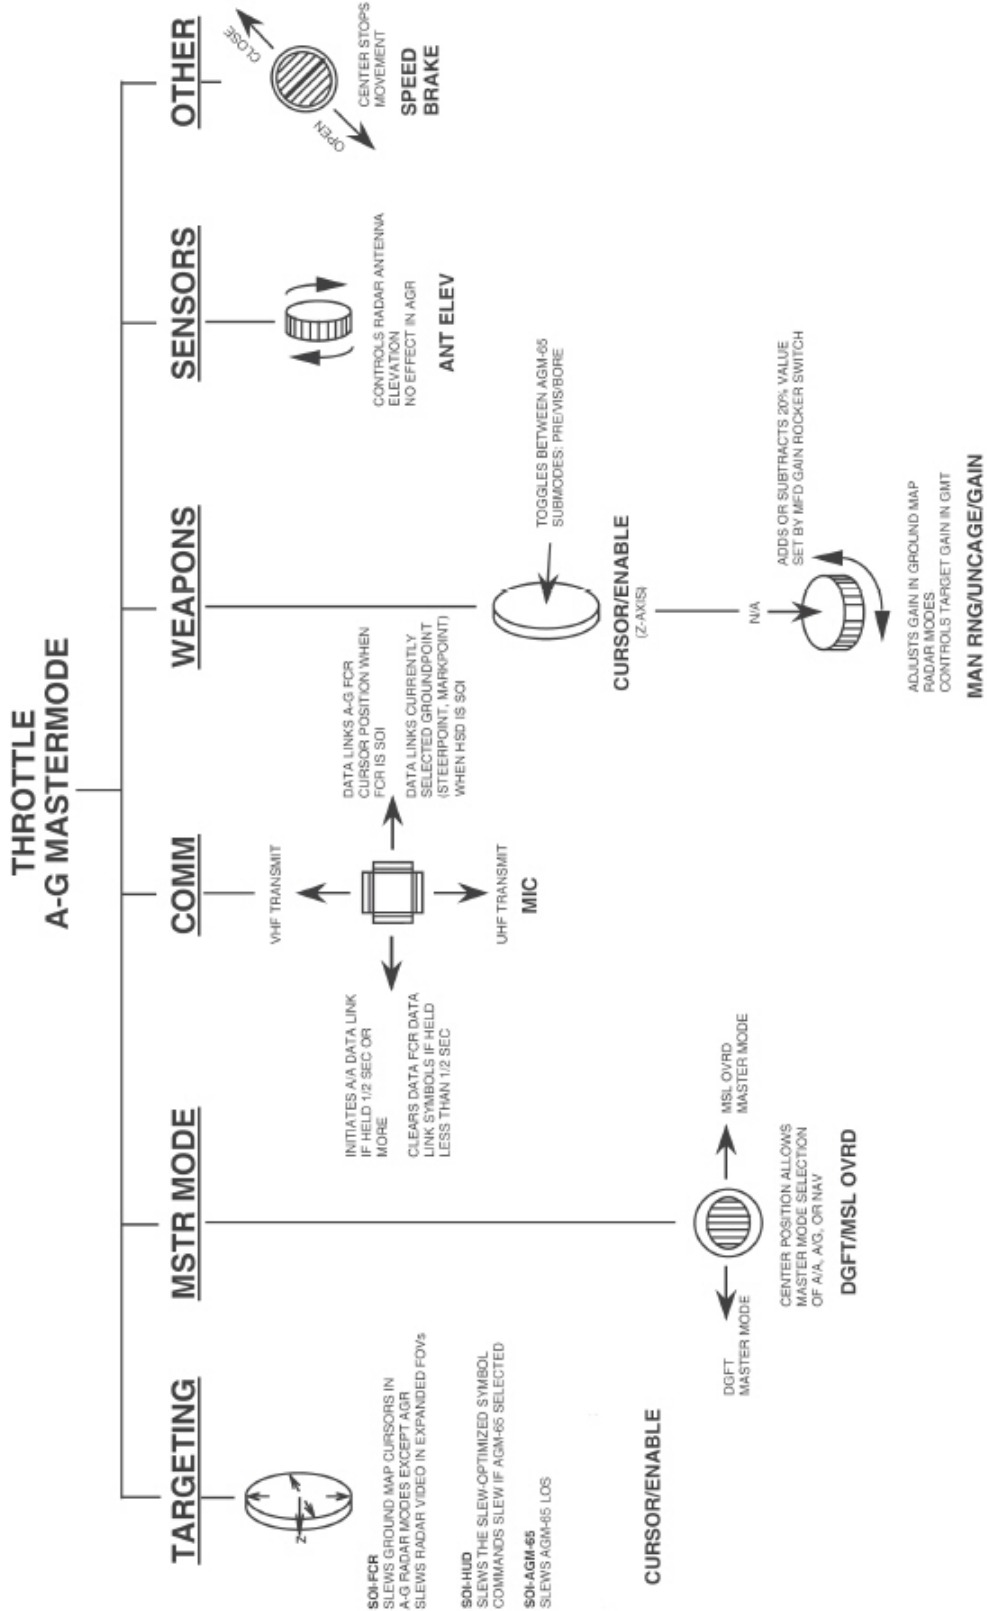 THROTTLE
A-G MASTERMODE
TARGETING
Z
SOI-FCR
SLEWS GROUND MAP CURSORS IN
A-G RADAR MODES EXCEPT AGR
SLEWS RADAR VIDEO IN EXPANDED FOVs
SOI-HUD
SLEWS THE SLEW-OPTIMIZED SYMBOL
COMMANDS SLEW IF AGM-65 SELECTED
SOI-AGM-65
SLEWS AGM-65 LOS
CURSOR/ENABLE
MSTR MODE
DGFT
MASTER MODE
MSL OVRD
MASTER MODE
CENTER POSITION ALLOWS
MASTER MODE SELECTION
OF A/A, A/G, OR NAV
DGFT/MSL OVRD
COMM
VHF TRANSMIT
INITIATES A/A DATA LINK
IF HELD 1/2 SEC OR
MORE
CLEARS DATA FOR DATA
LINK SYMBOLS IF HELD
LESS THAN 1/2 SEC
DATA LINKS A-G FCR
CURSOR POSITION WHEN
FCR IS SOI
DATA LINKS CURRENTLY
SELECTED GROUNDPOINT
(STEERPOINT, MARKPOINT)
WHEN HSD IS SOI
UHF TRANSMIT
MIC
WEAPONS
TOGGLES BETWEEN AGM-65
SUBMODES: PRE/VIS/BORE
CURSOR/ENABLE
(Z-AXIS)
N/A
ADDS OR SUBTRACTS 20% VALUE
SET BY MFD GAIN ROCKER SWITCH
ADJUSTS GAIN IN GROUND MAP
RADAR MODES
CONTROLS TARGET GAIN IN GMT
MAN RNG/UNCAGE/GAIN
SENSORS
CONTROLS RADAR ANTENNA
ELEVATION
NO EFFECT IN AGR
ANT ELEV
OTHER
CLOSE
OPEN
CENTER STOPS
MOVEMENT
SPEED
BRAKE